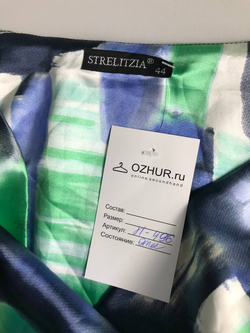 STRELITZIA®
44
OZHUR.ru
online.secondhand
Состав:
Размер:
Артикул:
Состояние: